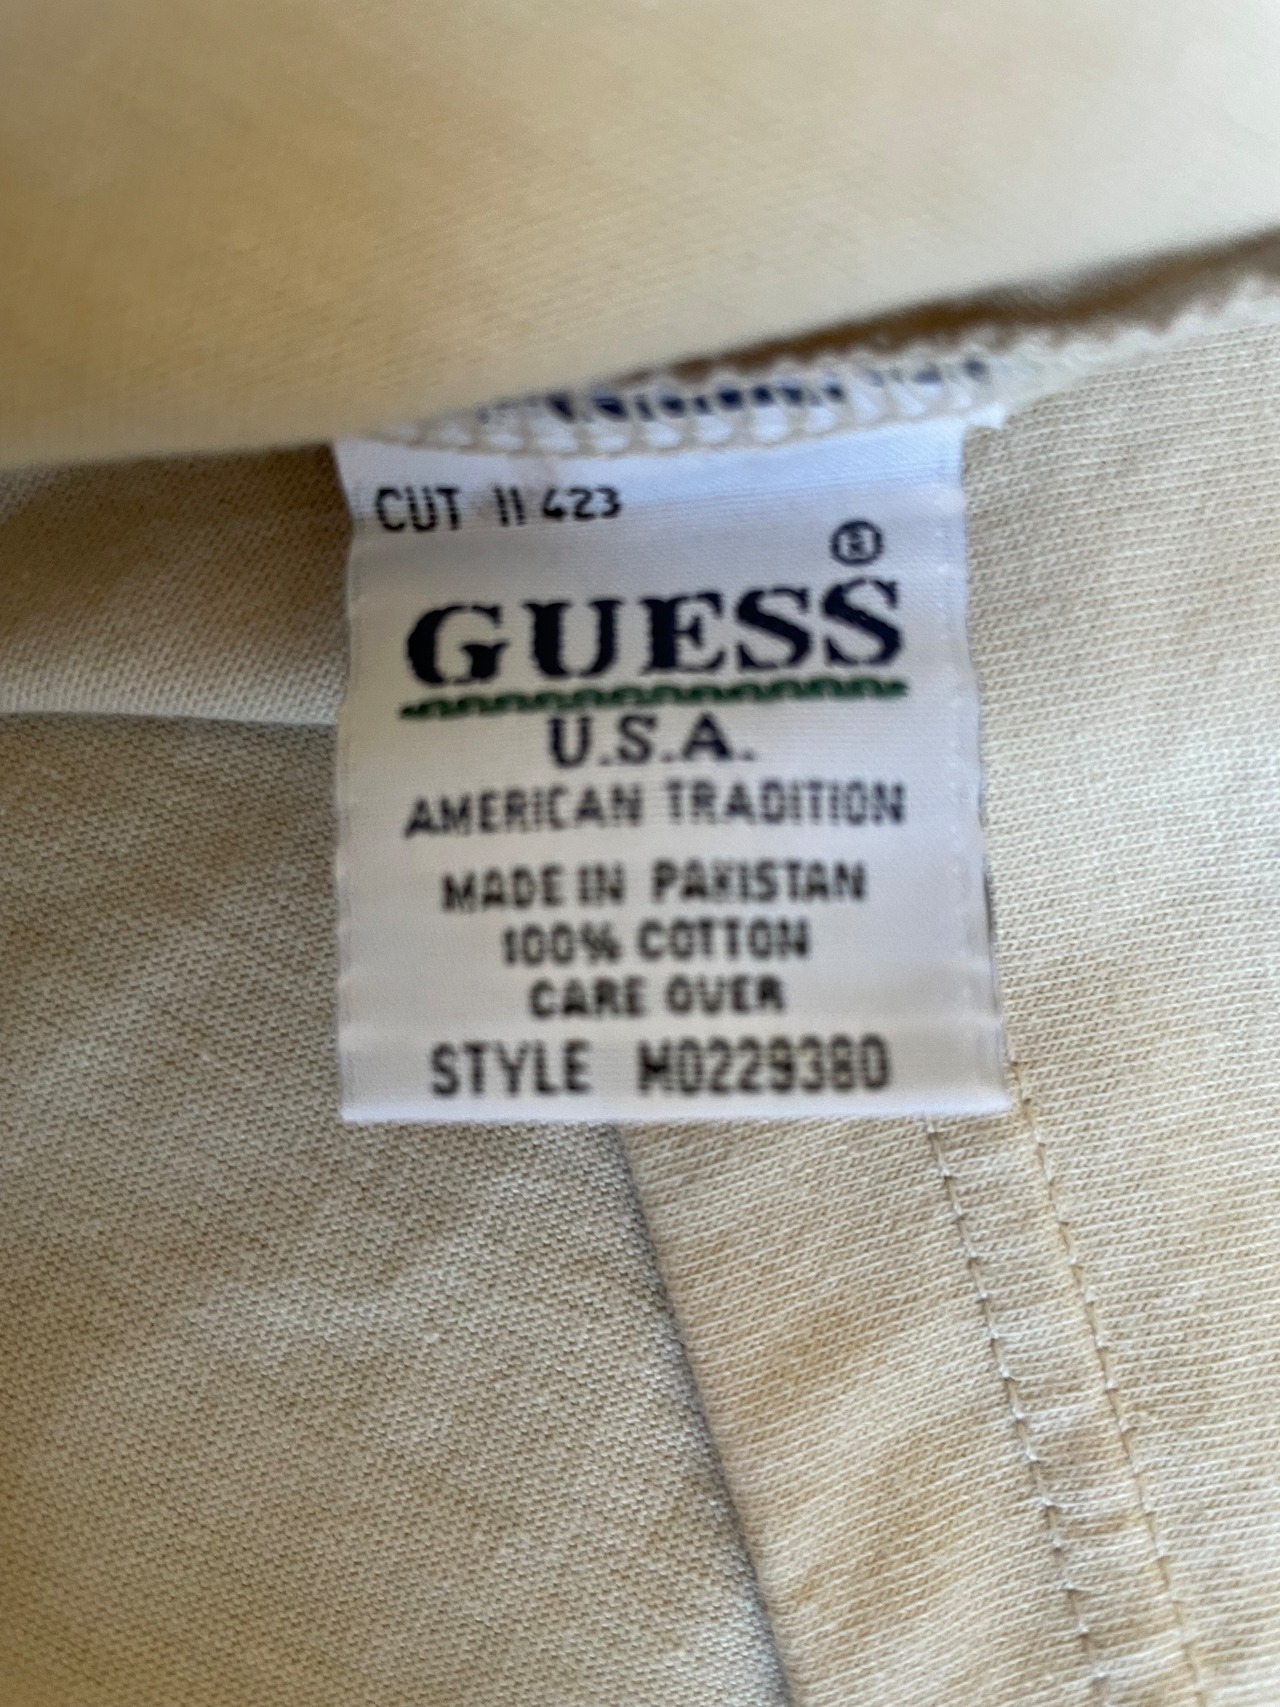 CUT 11423
GUESS®
U.S.A.
AMERICAN TRADITION
MADE IN PAKISTAN
100% COTTON
CARE OVER
STYLE M0229380